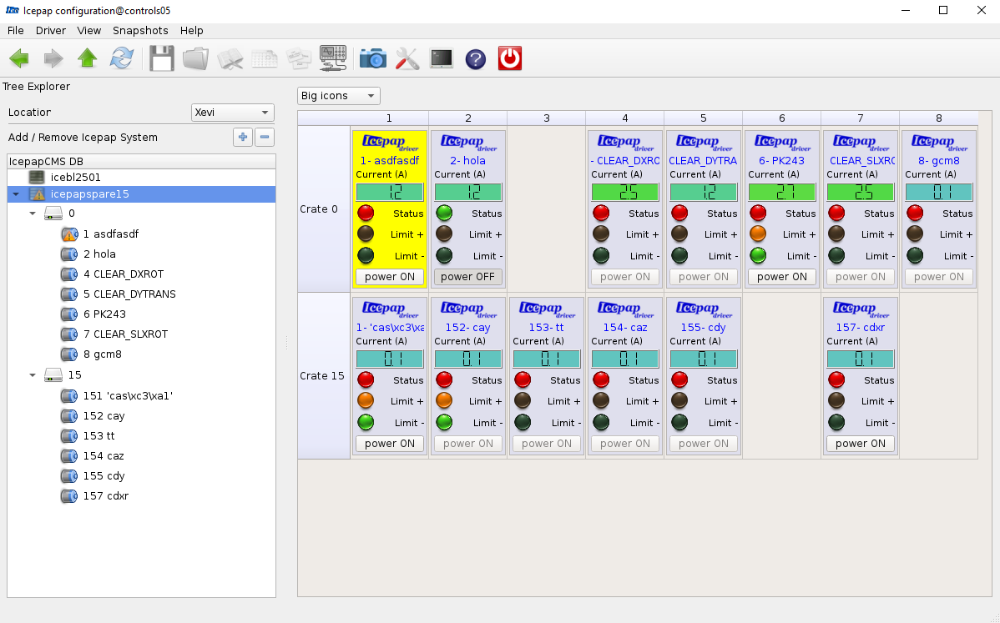 Icepap configuration@controls05
File Driver View Snapshots Help
Tree Explorer
Location
Xevi
Add / Remove Icepap System
IcepapCMS DB
icebl2501
icepapspare15
0
1 asdfasdf
2 hola
4 CLEAR_DXROT
5 CLEAR_DYTRANS
6 PK243
7 CLEAR_SLXROT
8 gcm8
15
151 'cas\xc3\xa1'
152 cay
153 tt
154 caz
155 cdy
157 cdxr
Big icons
1 2 3 4 5 6 7 8
Crate 0
Icepap driver
1- asdfasdf
Current (A)
1.2
Status
Limit +
Limit -
power ON
Icepap driver
2- hola
Current (A)
1.2
Status
Limit +
Limit -
power OFF
Icepap driver
- CLEAR_DXRO
Current (A)
2.5
Status
Limit +
Limit -
power ON
Icepap driver
CLEAR_DYTRA
Current (A)
1.2
Status
Limit +
Limit -
power ON
Icepap driver
6- PK243
Current (A)
2.7
Status
Limit +
Limit -
power ON
Icepap driver
CLEAR_SLXRO
Current (A)
2.5
Status
Limit +
Limit -
power ON
Icepap driver
8- gcm8
Current (A)
0.1
Status
Limit +
Limit -
power ON
Crate 15
Icepap driver
1- 'cas\xc3\xa
Current (A)
0.1
Status
Limit +
Limit -
power ON
Icepap driver
152- cay
Current (A)
0.1
Status
Limit +
Limit -
power ON
Icepap driver
153- tt
Current (A)
0.1
Status
Limit +
Limit -
power ON
Icepap driver
154- caz
Current (A)
0.1
Status
Limit +
Limit -
power ON
Icepap driver
155- cdy
Current (A)
0.1
Status
Limit +
Limit -
power ON
Icepap driver
157- cdxr
Current (A)
0.1
Status
Limit +
Limit -
power ON